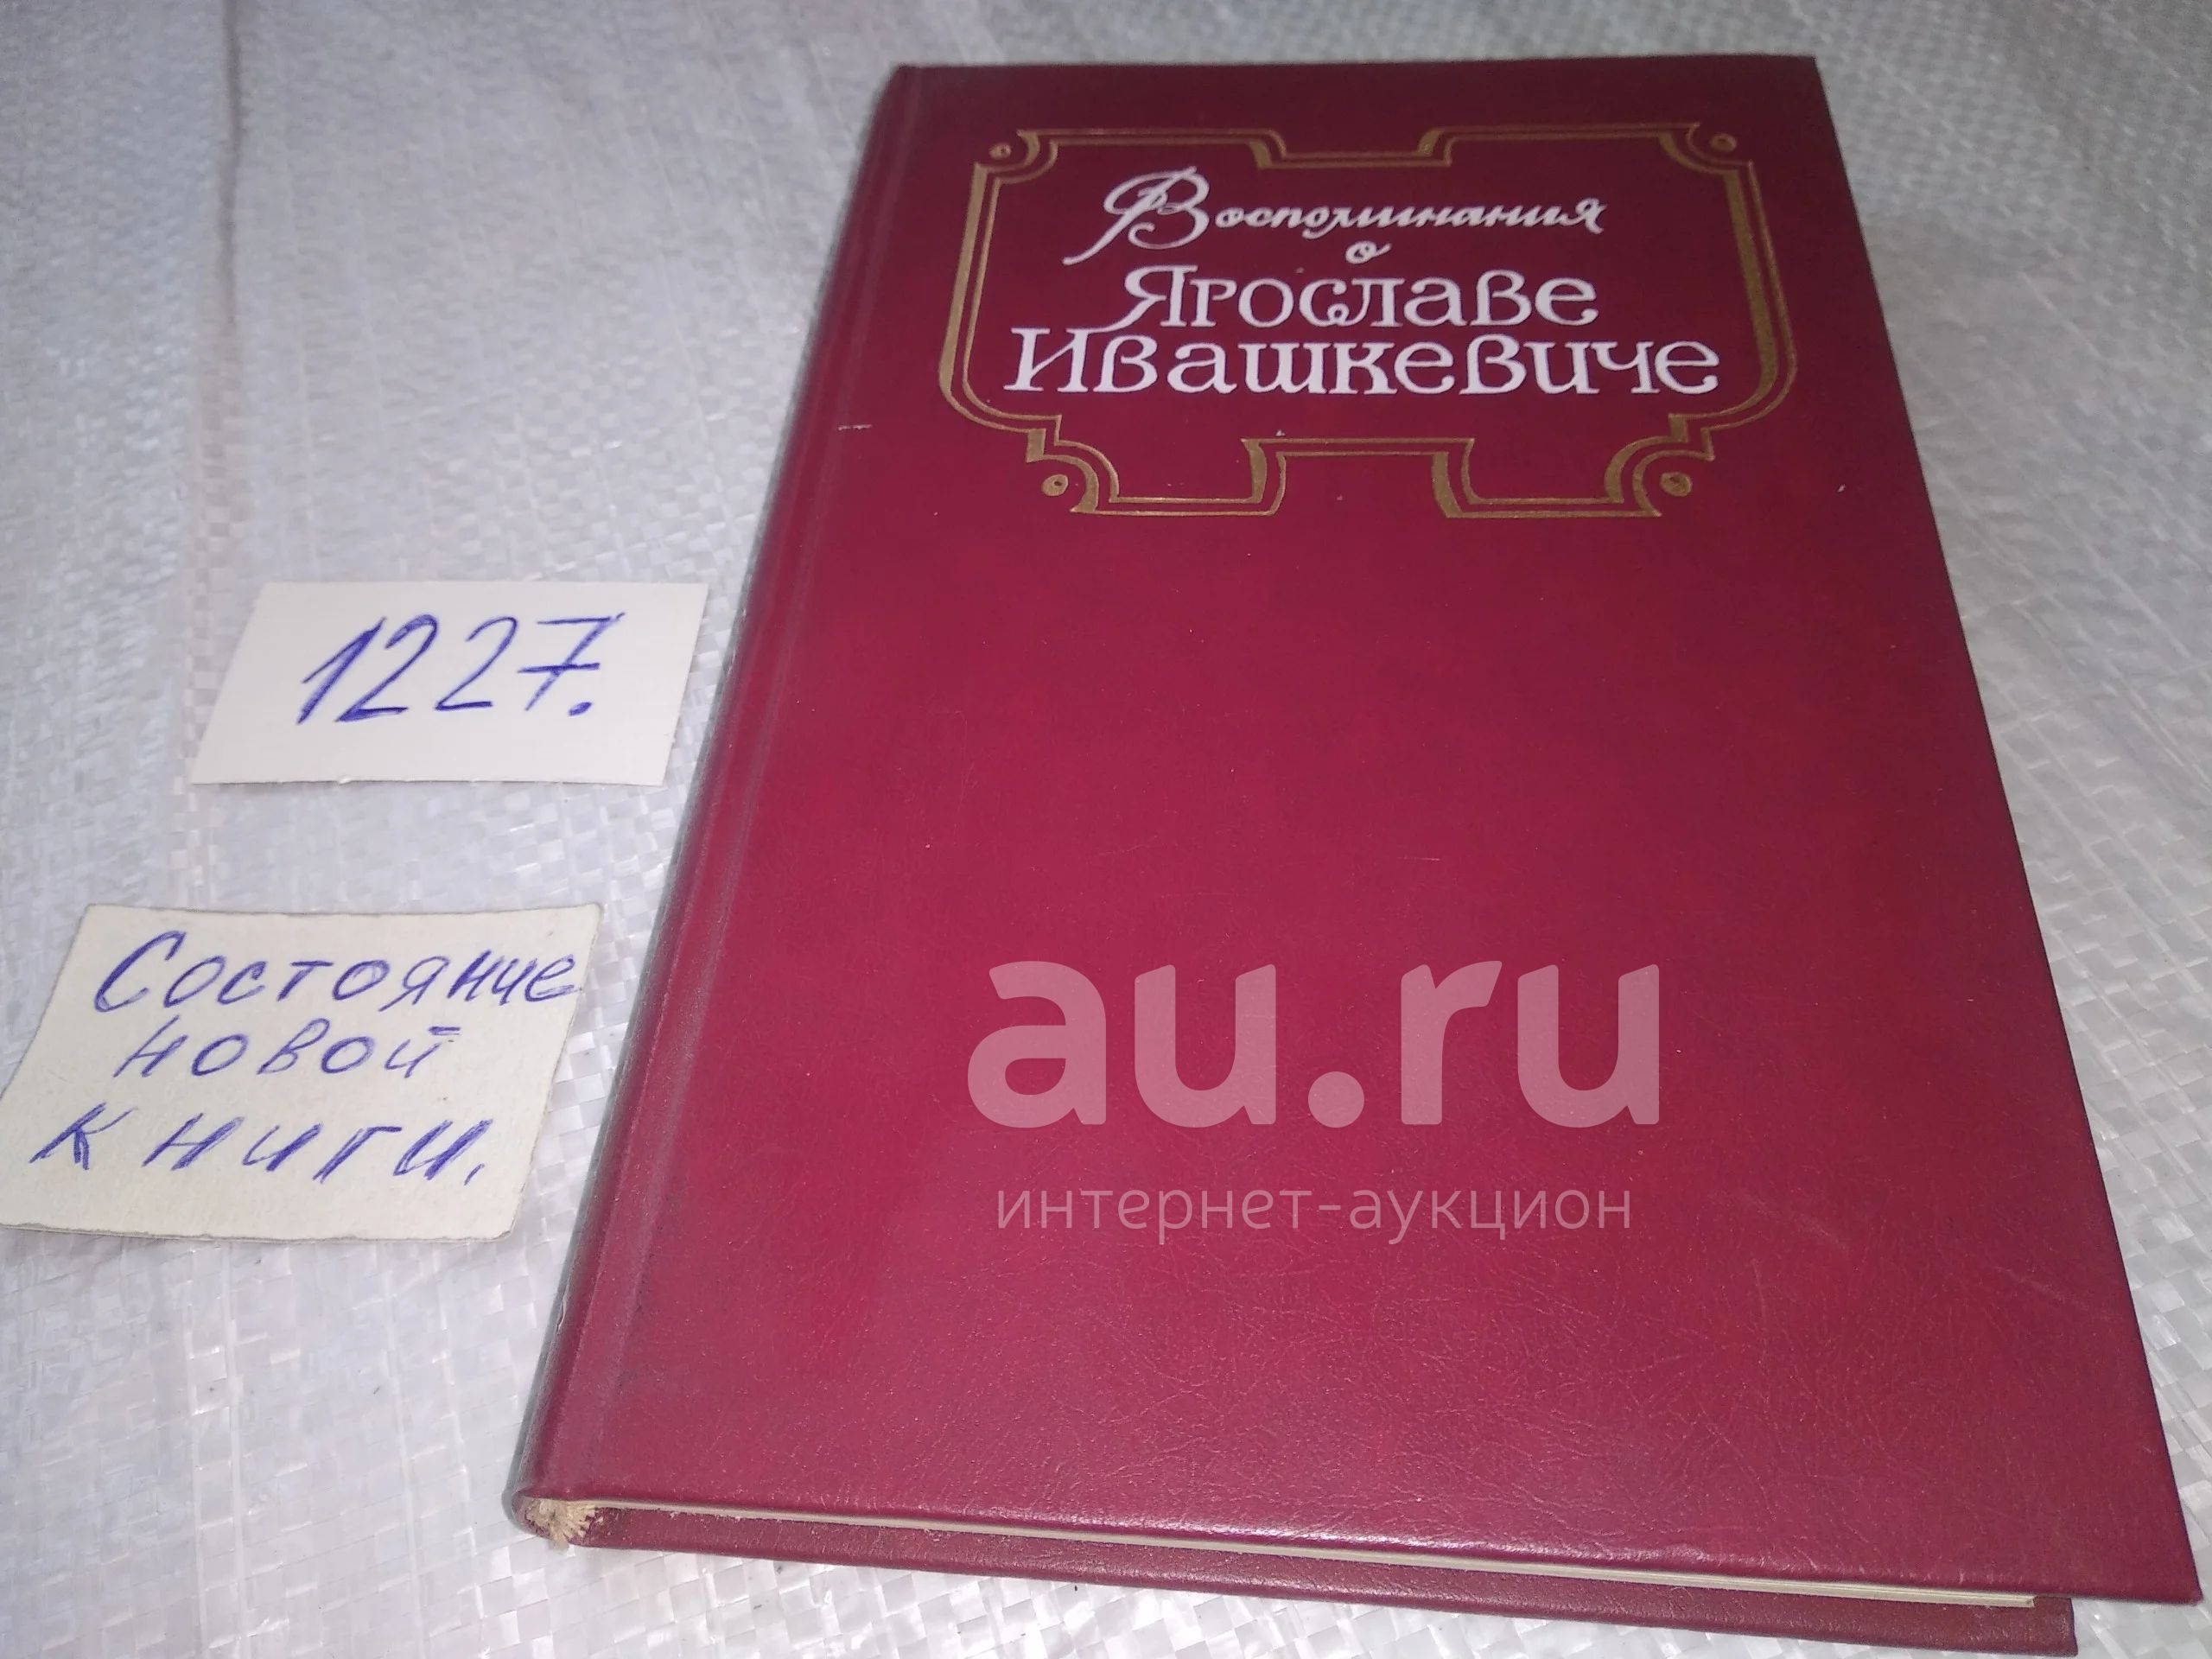 Воспоминания
о
Ярославе
Ивашкевиче
1227.
Состояние
новой
книги.
au.ru
интернет-аукцион